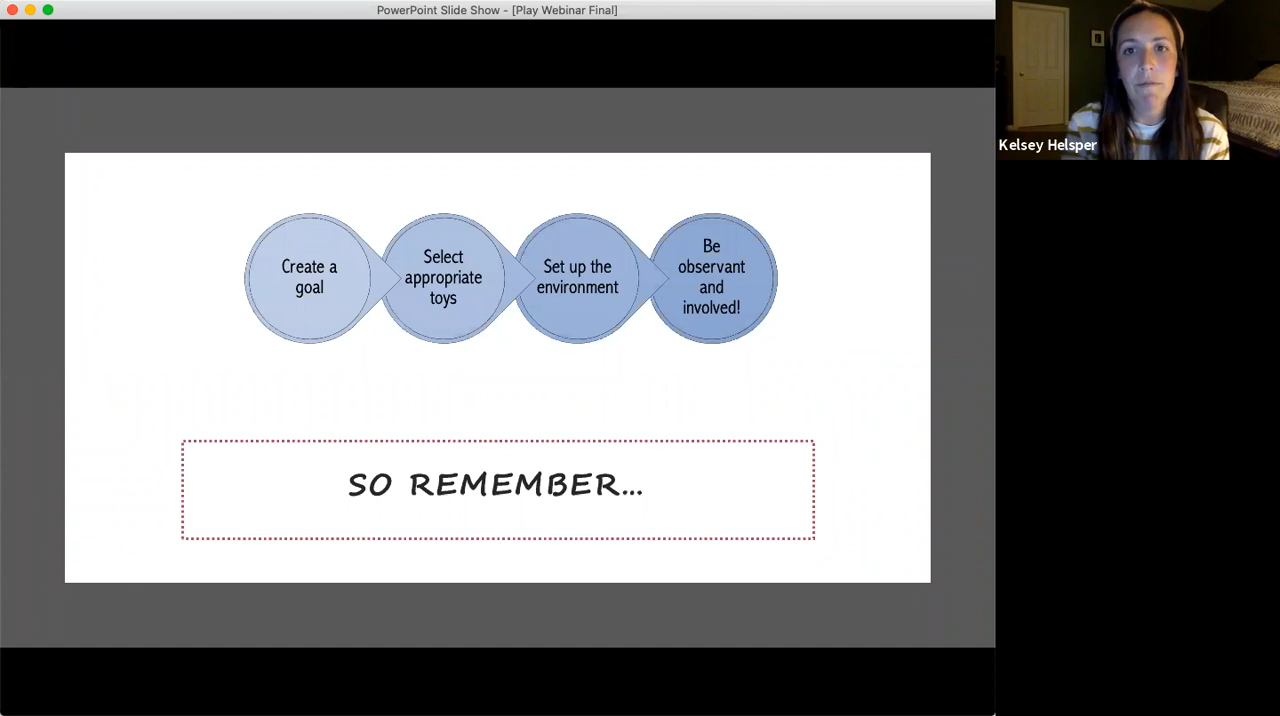 PowerPoint Slide Show - [Play Webinar Final]
Kelsey Helsper
Create a
goal
Select
appropriate
toys
Set up the
environment
Be
observant
and
involved!
SO REMEMBER...